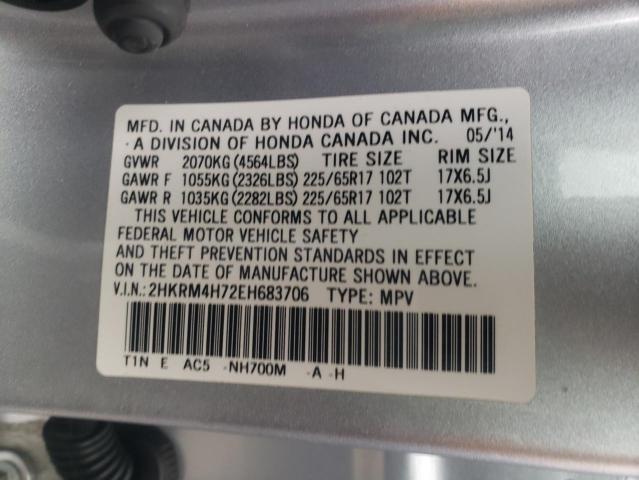 MFD. IN CANADA BY HONDA OF CANADA MFG.,
A DIVISION OF HONDA CANADA INC. 05/'14
GVWR 2070KG (4564LBS) TIRE SIZE RIM SIZE
GAWR F 1055KG (2326LBS) 225/65R17 102T 17X6.5J
GAWR R 1035KG (2282LBS) 225/65R17 102T 17X6.5J
THIS VEHICLE CONFORMS TO ALL APPLICABLE
FEDERAL MOTOR VEHICLE SAFETY
AND THEFT PREVENTION STANDARDS IN EFFECT
ON THE DATE OF MANUFACTURE SHOWN ABOVE.
V.I.N.: 2HKRM4H72EH683706 TYPE: MPV
T1N E AC5 -NH700M -A -H